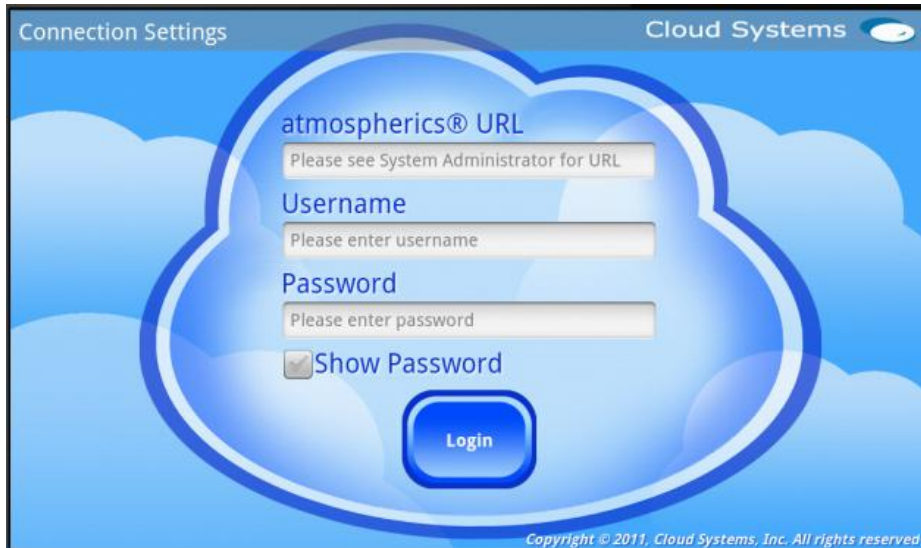 Connection Settings
Cloud Systems
atmospherics® URL
Please see System Administrator for URL
Username
Please enter username
Password
Please enter password
Show Password
Login
Copyright © 2011, Cloud Systems, Inc. All rights reserved